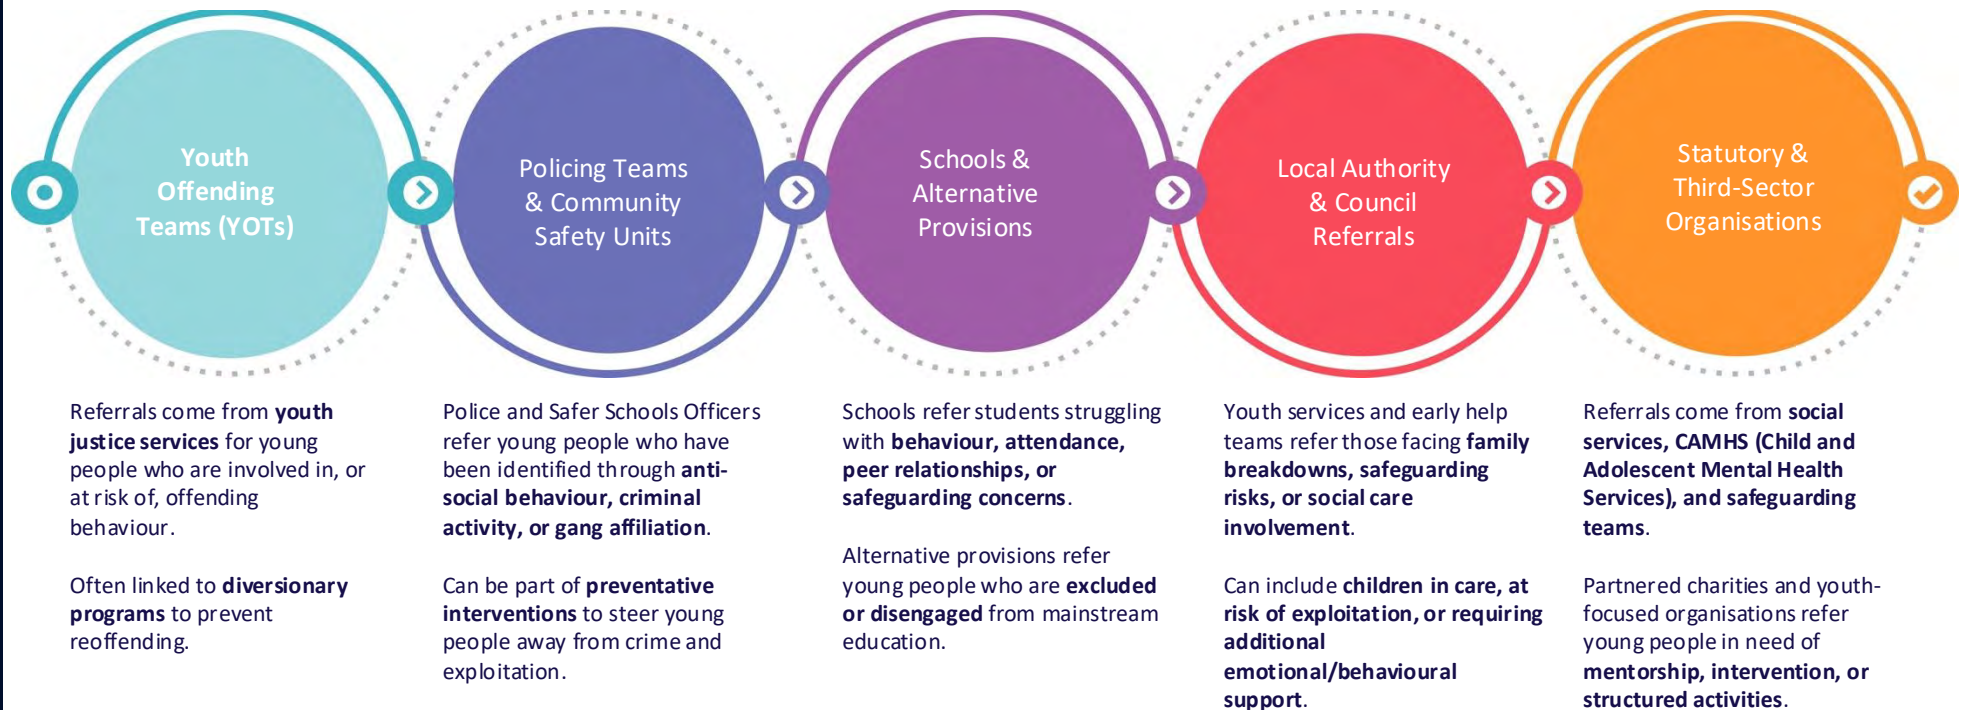 Youth
Offending
Teams (YOTs)
Policing Teams
& Community
Safety Units
Schools &
Alternative
Provisions
Local Authority
& Council
Referrals
Statutory &
Third-Sector
Organisations
Referrals come from youth
justice services for young
people who are involved in, or
at risk of, offending
behaviour.
Often linked to diversionary
programs to prevent
reoffending.
Police and Safer Schools Officers
refer young people who have
been identified through anti-
social behaviour, criminal
activity, or gang affiliation.
Can be part of preventative
interventions to steer young
people away from crime and
exploitation.
Schools refer students struggling
with behaviour, attendance,
peer relationships, or
safeguarding concerns.
Alternative provisions refer
young people who are excluded
or disengaged from mainstream
education.
Youth services and early help
teams refer those facing family
breakdowns, safeguarding
risks, or social care
involvement.
Can include children in care, at
risk of exploitation, or requiring
additional
emotional/behavioural
support.
Referrals come from social
services, CAMHS (Child and
Adolescent Mental Health
Services), and safeguarding
teams.
Partnered charities and youth-
focused organisations refer
young people in need of
mentorship, intervention, or
structured activities.